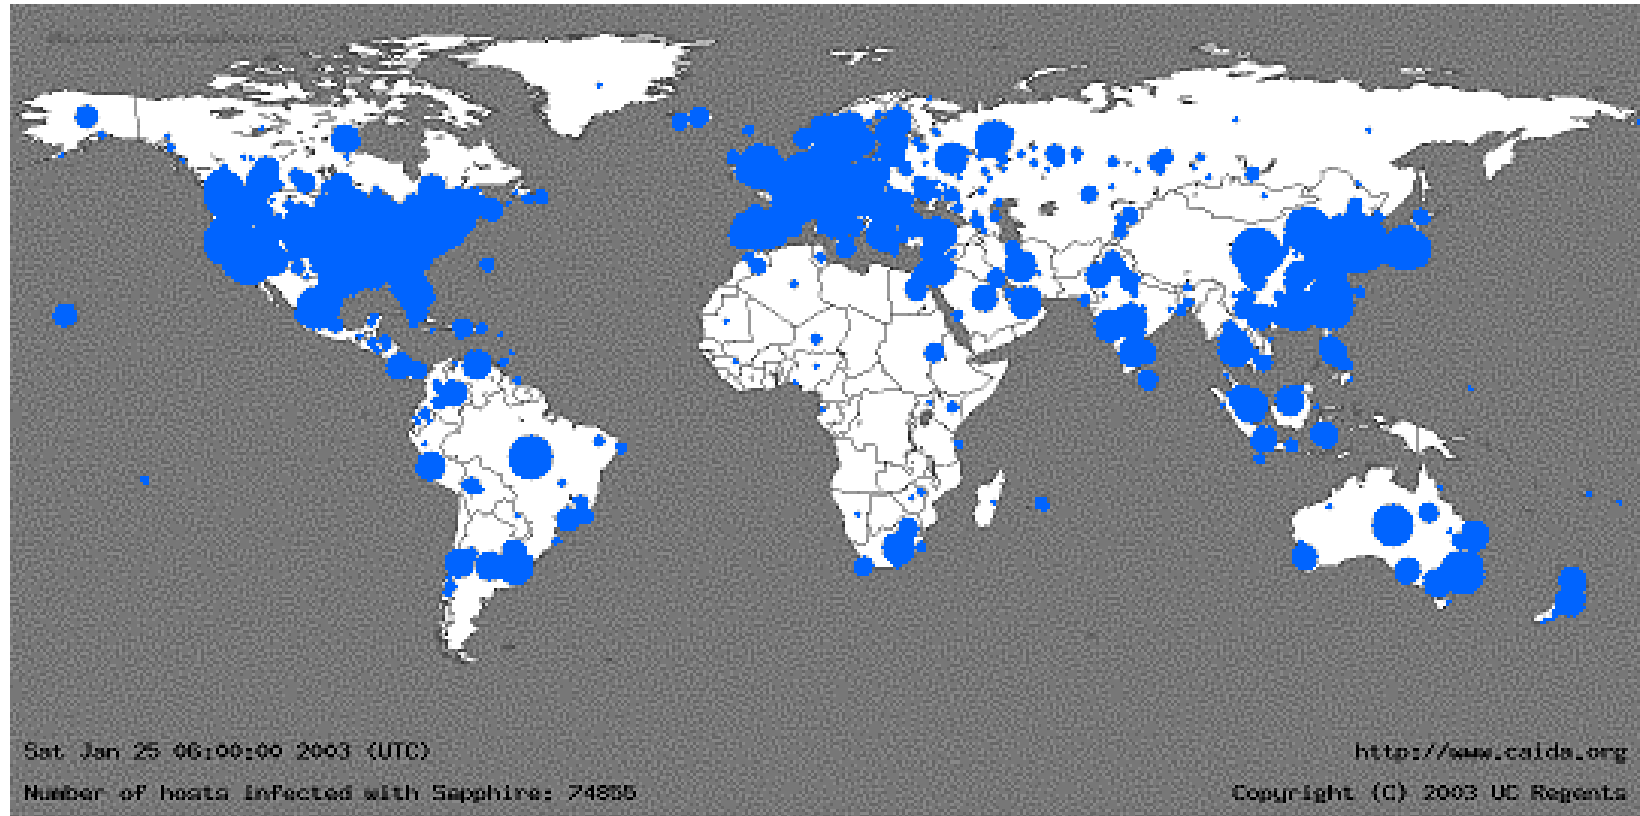 Sat Jan 25 06:00:00 2003 (UTC)
http://www.caida.org
Number of hosts infected with Sapphire: 74855
Copyright (C) 2003 UC Regents